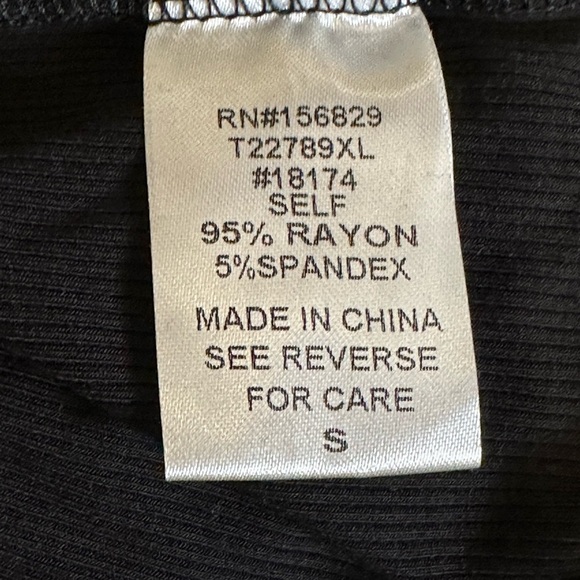 RN#156829
T22789XL
#18174
SELF
95% RAYON
5%SPANDEX
MADE IN CHINA
SEE REVERSE
FOR CARE
S